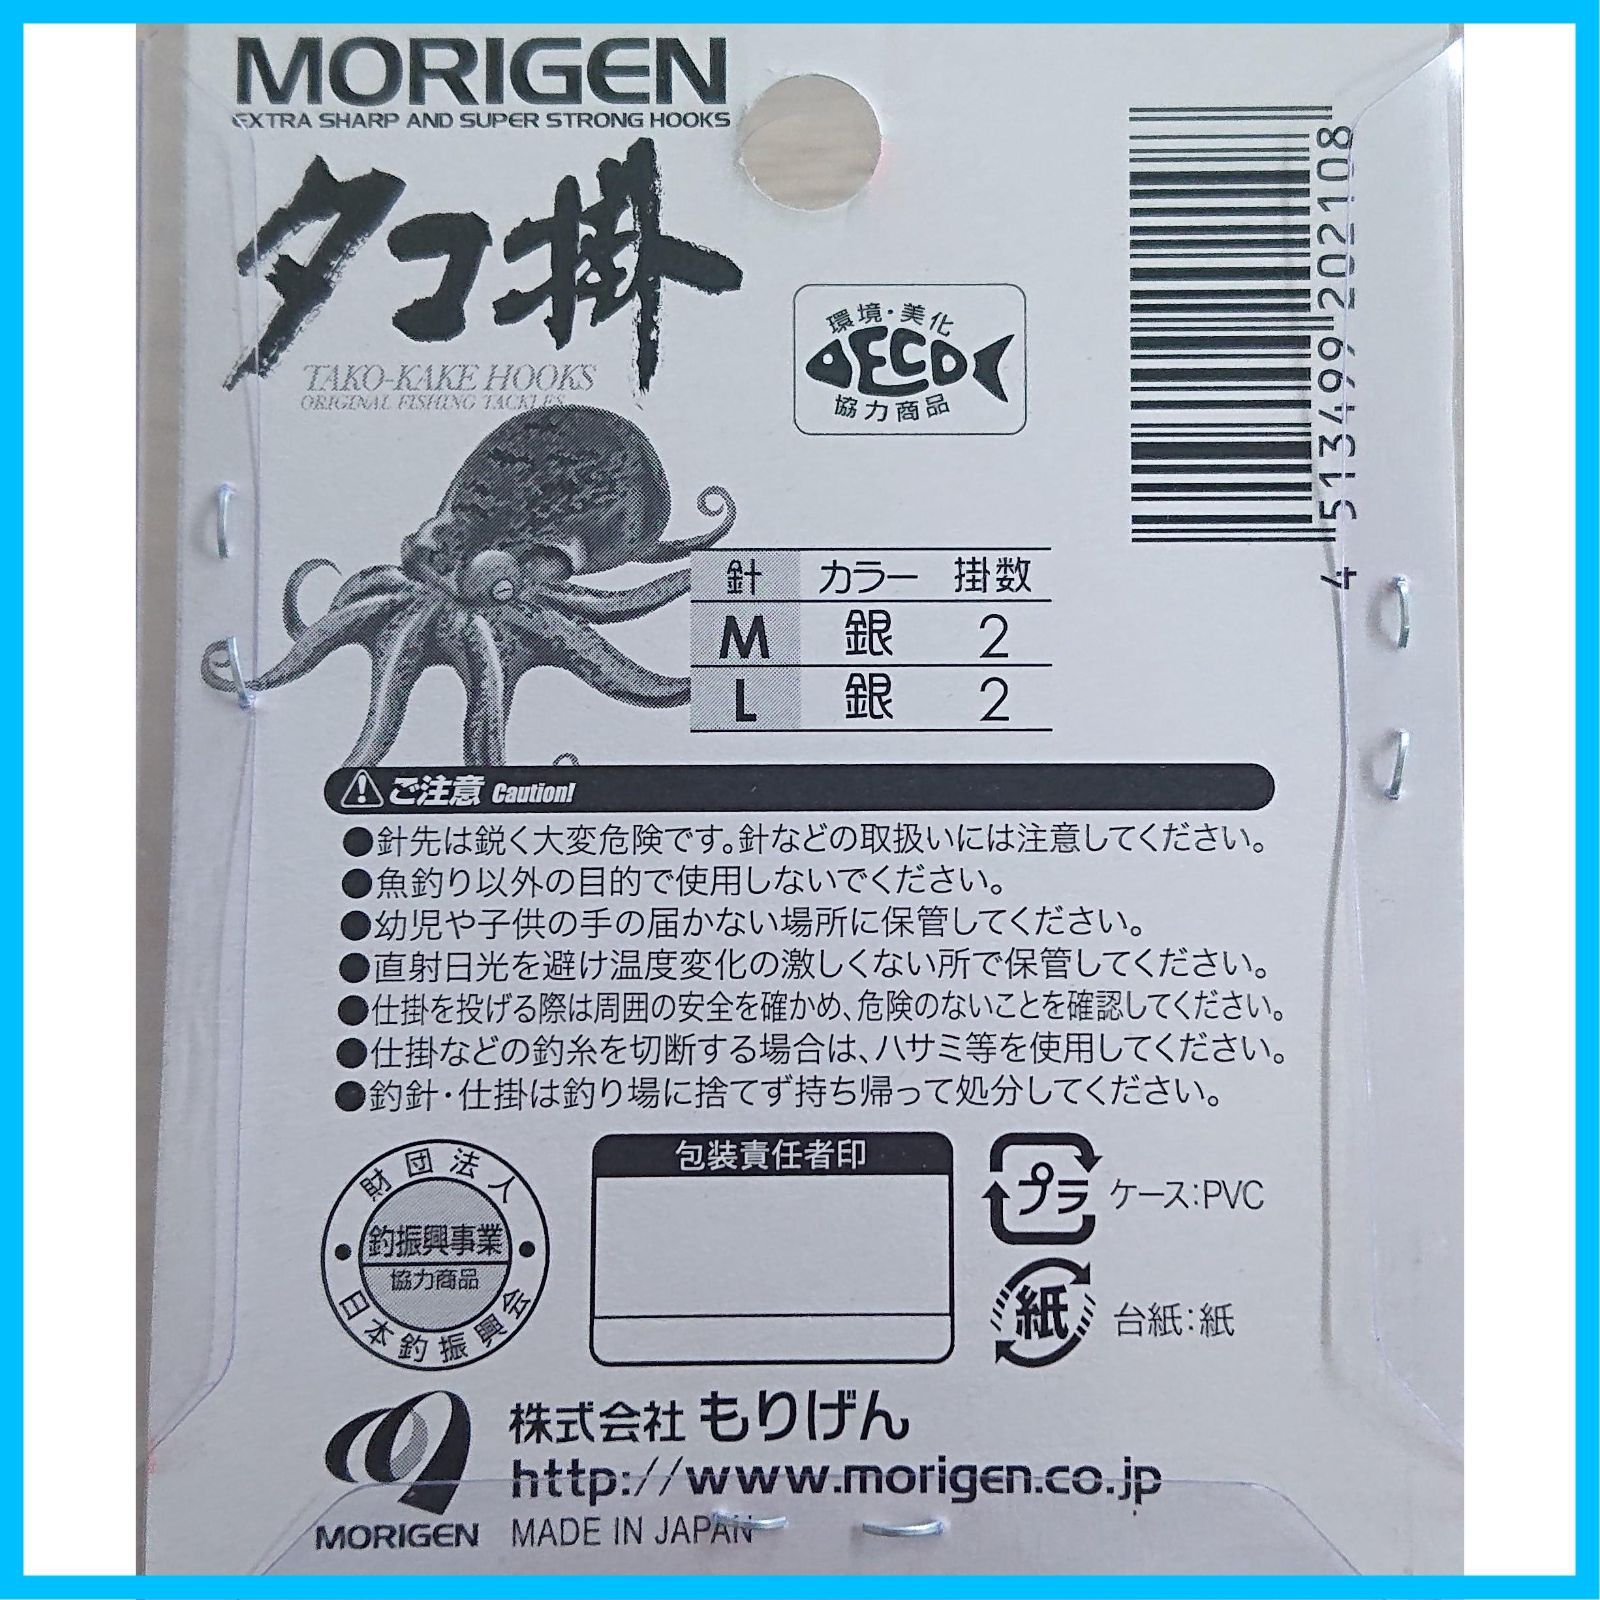 MORIGEN
EXTRA SHARP AND SUPER STRONG HOOKS
タコ掛
TAKO-KAKE HOOKS
ORIGINAL FISHING TACKLES
環境・美化
ECO
協力商品
4 513499 202108
針 カラー 掛数
M 銀 2
L 銀 2
ご注意 Caution!
●針先は鋭く大変危険です。針などの取扱いには注意してください。
●魚釣り以外の目的で使用しないでください。
●幼児や子供の手の届かない場所に保管してください。
●直射日光を避け温度変化の激しくない所で保管してください。
●仕掛を投げる際は周囲の安全を確かめ、危険のないことを確認してください。
●仕掛などの釣糸を切断する場合は、ハサミ等を使用してください。
●釣針・仕掛は釣り場に捨てず持ち帰って処分してください。
財団法人
釣振興事業
協力商品
日本釣振興会
包装責任者印
プラ ケース:PVC
紙 台紙:紙
株式会社 もりげん
http://www.morigen.co.jp
MORIGEN MADE IN JAPAN